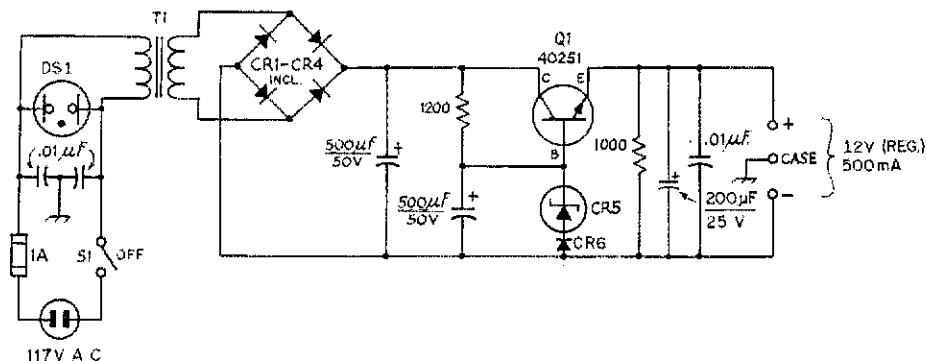 T1
DS1
.01µF
1A
S1
OFF
117V A C
CR1-CR4
INCL.
500µF
50V
+
1200
500µF
50V
+
Q1
40251
C
E
B
CR5
CR6
1000
+
200µF
25 V
.01µF
+
CASE
-
12V (REG.)
500mA